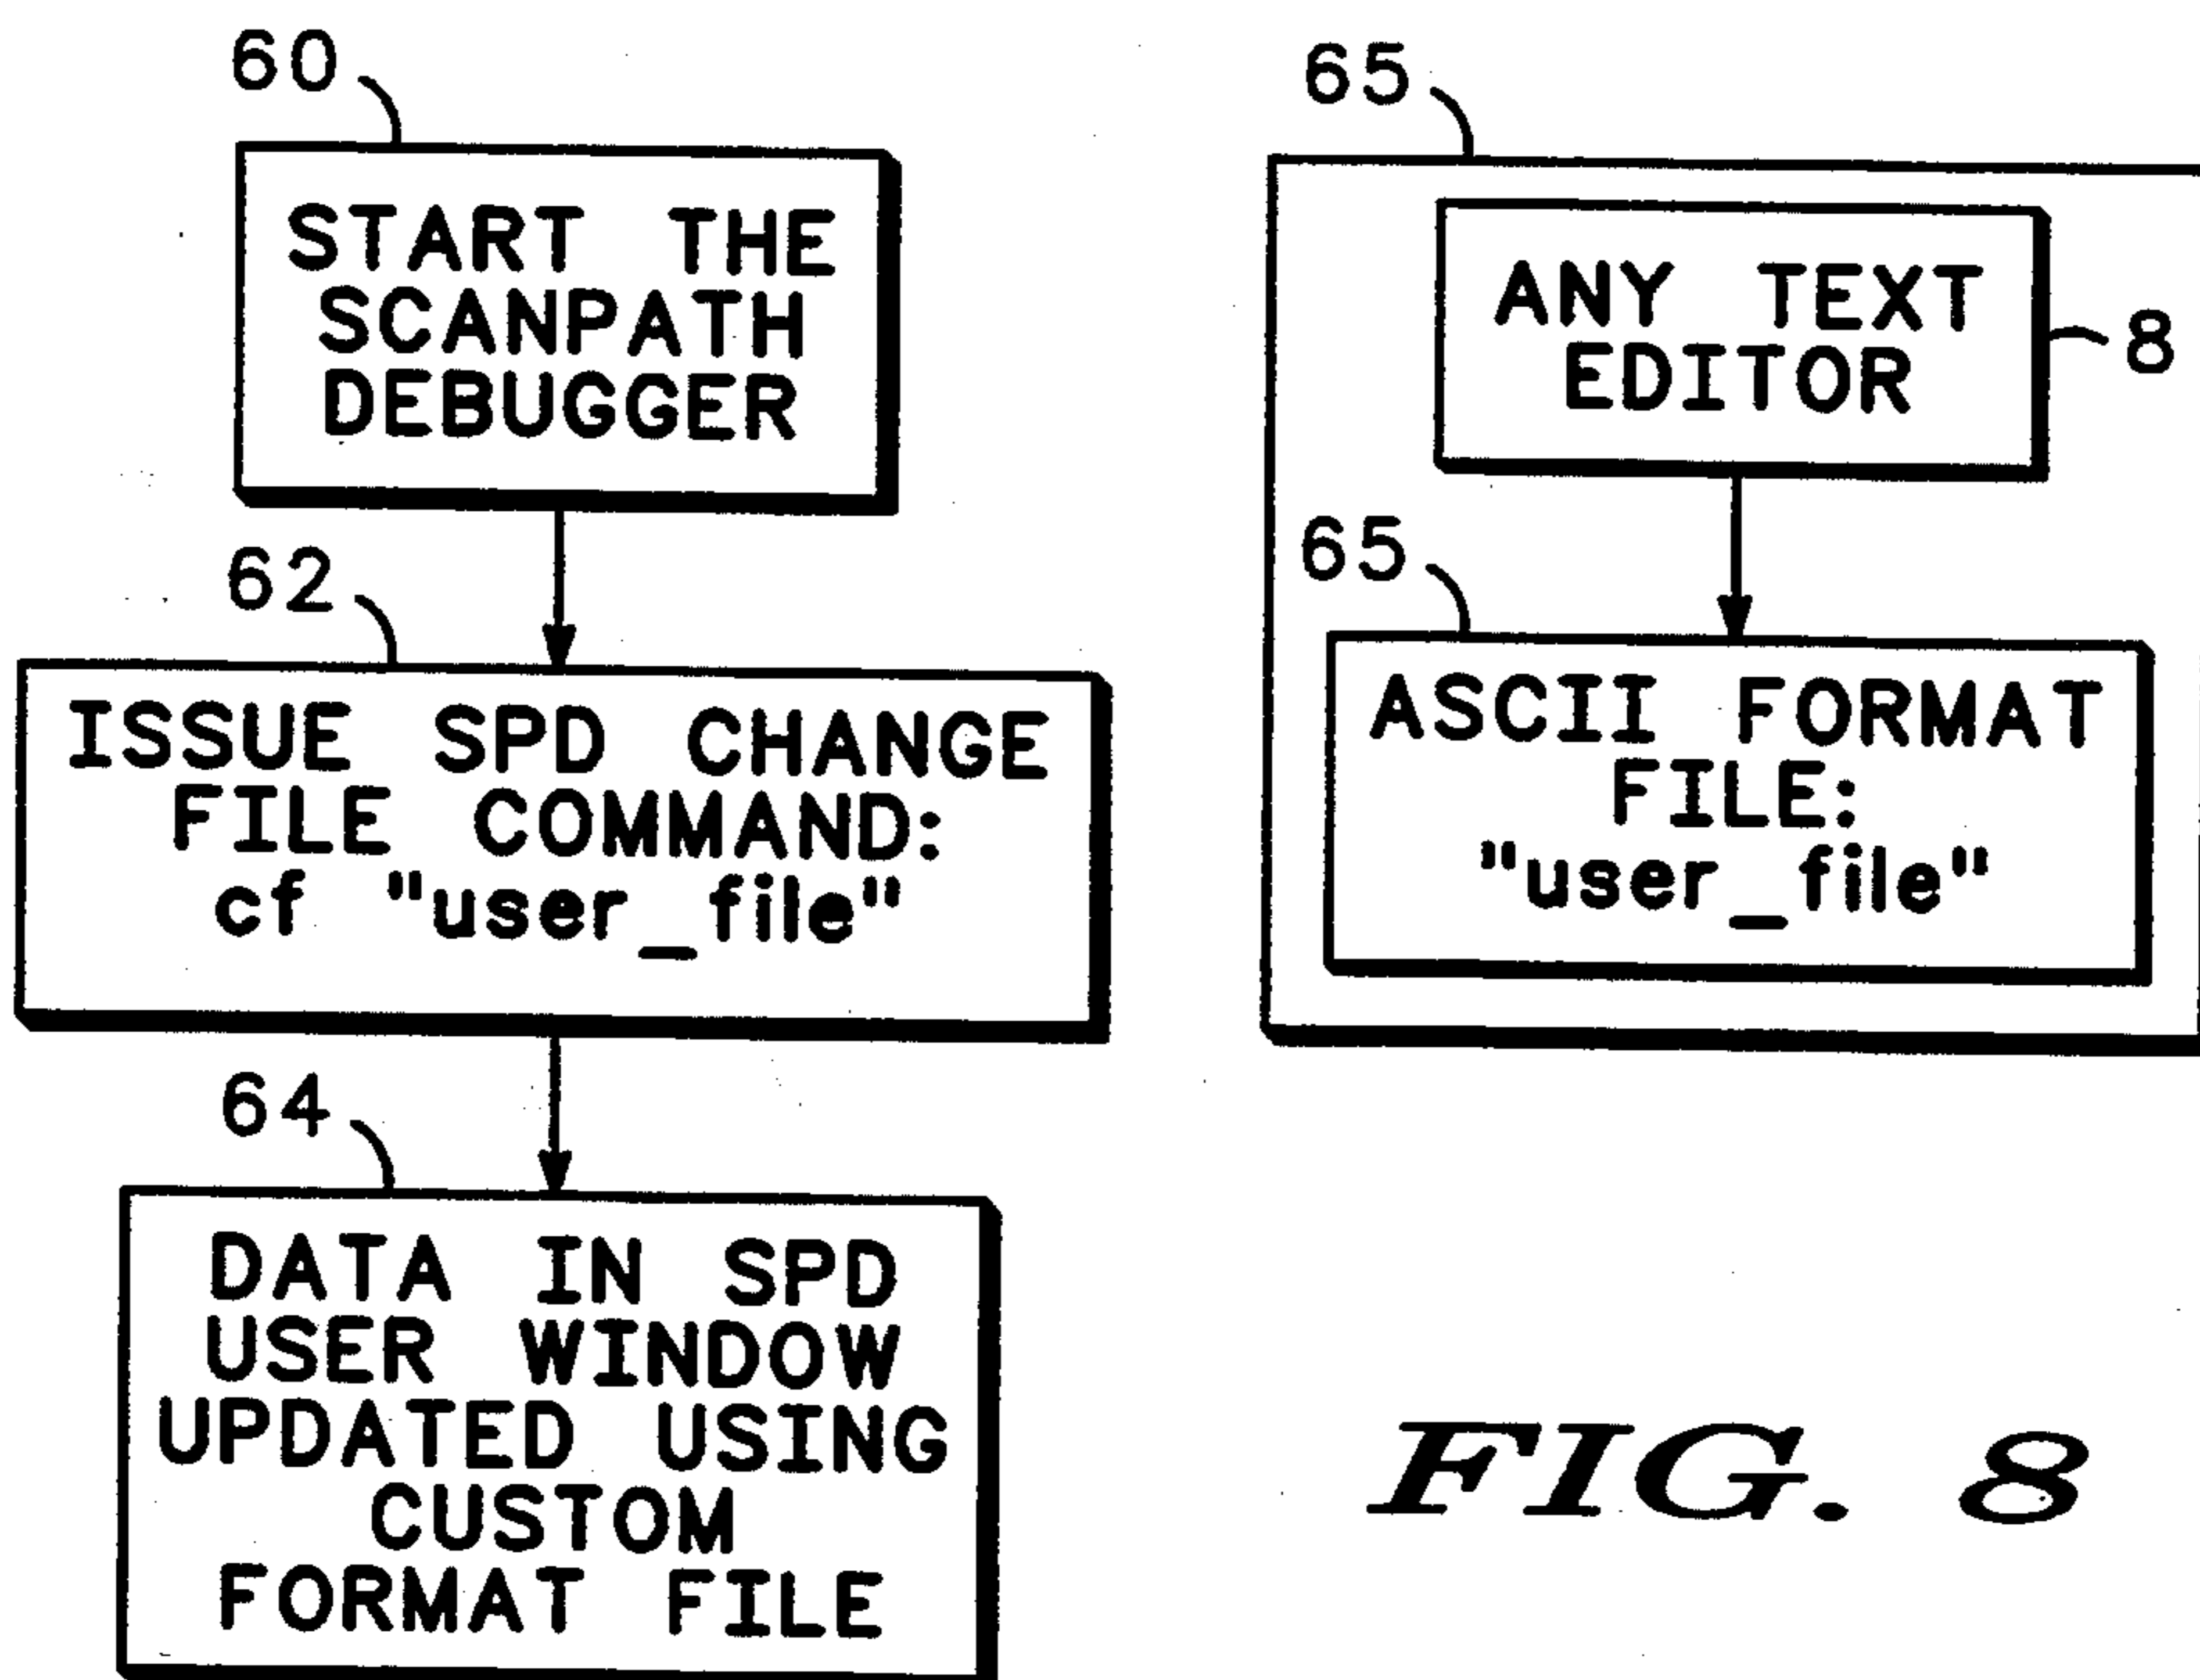 60
START THE
SCANPATH
DEBUGGER
62
ISSUE SPD CHANGE
FILE COMMAND:
cf "user_file"
64
DATA IN SPD
USER WINDOW
UPDATED USING
CUSTOM
FORMAT FILE
65
ANY TEXT
EDITOR
8
65
ASCII FORMAT
FILE:
"user_file"
FIG. 8